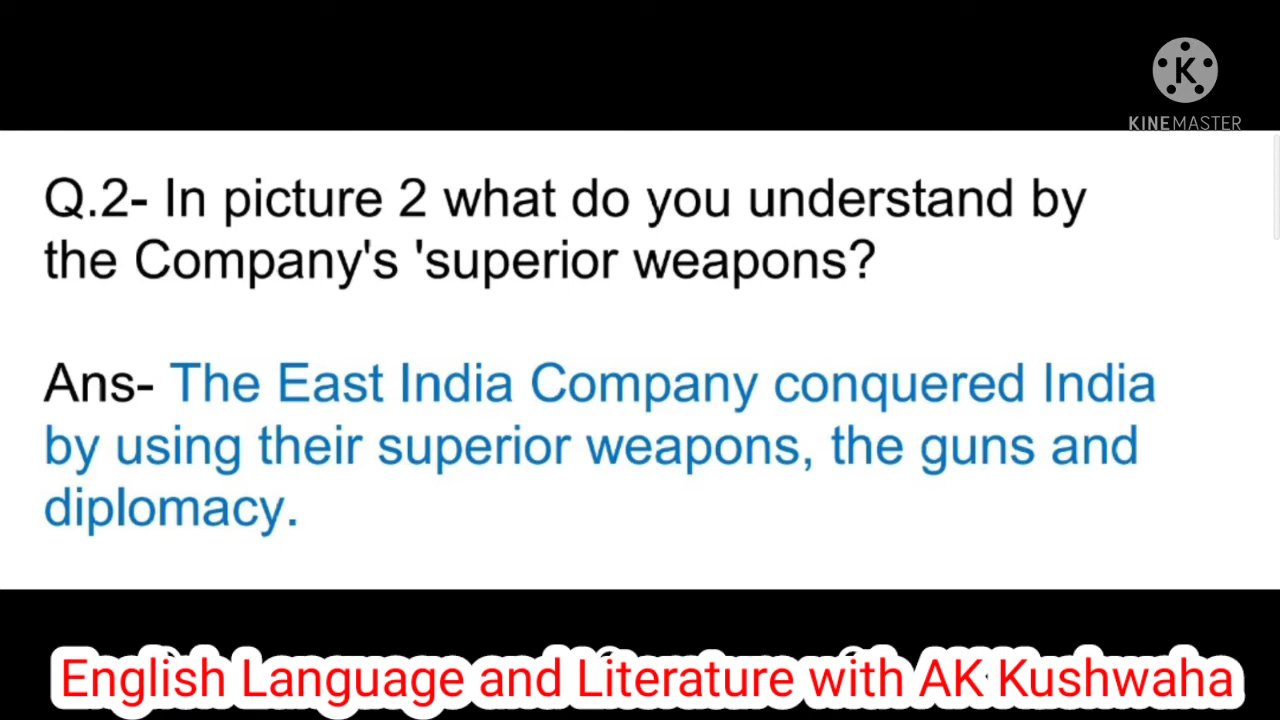 KINEMASTER
Q.2- In picture 2 what do you understand by
the Company's 'superior weapons?
Ans- The East India Company conquered India
by using their superior weapons, the guns and
diplomacy.
English Language and Literature with AK Kushwaha